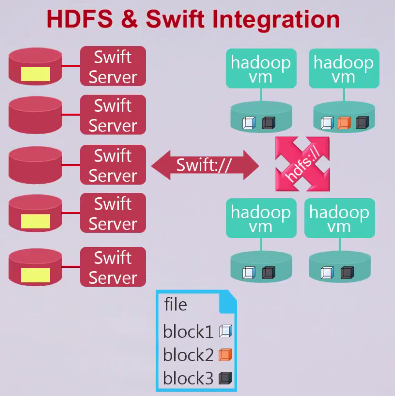 HDFS & Swift Integration
Swift
Server
Swift
Server
Swift
Server
Swift
Server
Swift
Server
Swift://
hadoop
vm
hadoop
vm
hdfs://
hadoop
vm
hadoop
vm
file
block1
block2
block3